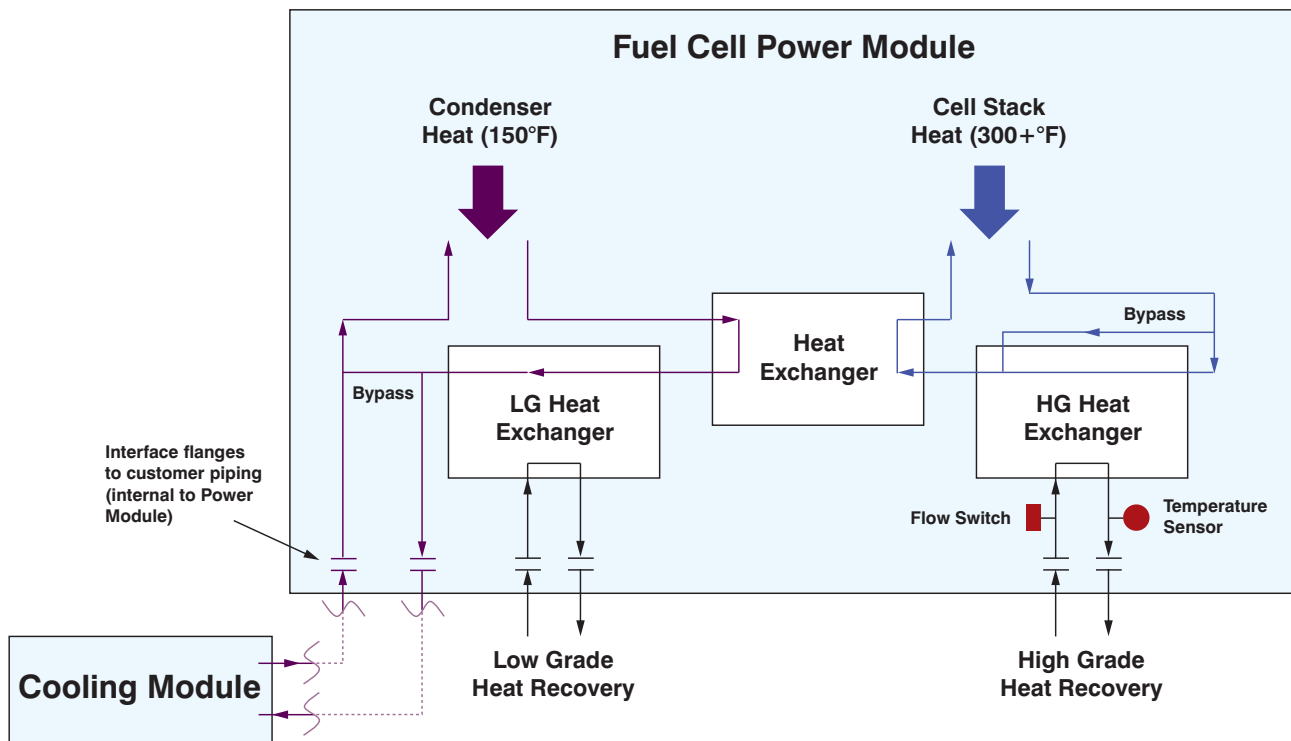 Fuel Cell Power Module
Condenser
Heat (150°F)
Cell Stack
Heat (300+°F)
Bypass
Heat
Exchanger
Bypass
LG Heat
Exchanger
HG Heat
Exchanger
Interface flanges
to customer piping
(internal to Power
Module)
Flow Switch
Temperature
Sensor
Cooling Module
Low Grade
Heat Recovery
High Grade
Heat Recovery